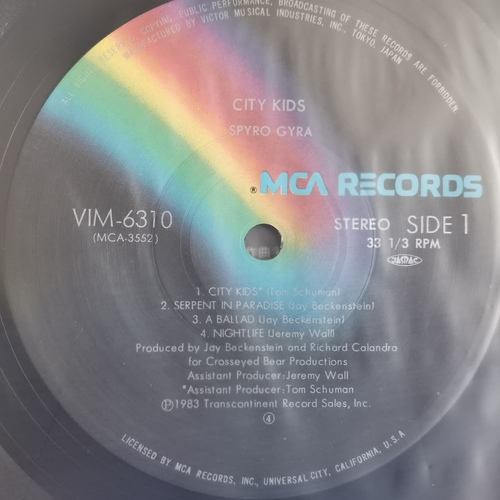 ALL RIGHTS RESERVED. COPYING, PUBLIC PERFORMANCE, BROADCASTING OF THESE RECORDS ARE FORBIDDEN
MANUFACTURED BY VICTOR MUSICAL INDUSTRIES, INC. TOKYO, JAPAN
CITY KIDS
SPYRO GYRA
® MCA RECORDS
VIM-6310
(MCA-3552)
STEREO SIDE 1
33 1/3 RPM
JASRAC
1. CITY KIDS* (Tom Schuman)
2. SERPENT IN PARADISE (Jay Beckenstein)
3. A BALLAD (Jay Beckenstein)
4. NIGHTLIFE (Jeremy Wall)
Produced by Jay Beckenstein and Richard Calandra
for Crosseyed Bear Productions
Assistant Producer:Jeremy Wall
*Assistant Producer:Tom Schuman
Ⓟ1983 Transcontinent Record Sales, Inc.
④
LICENSED BY MCA RECORDS, INC., UNIVERSAL CITY, CALIFORNIA, U.S.A